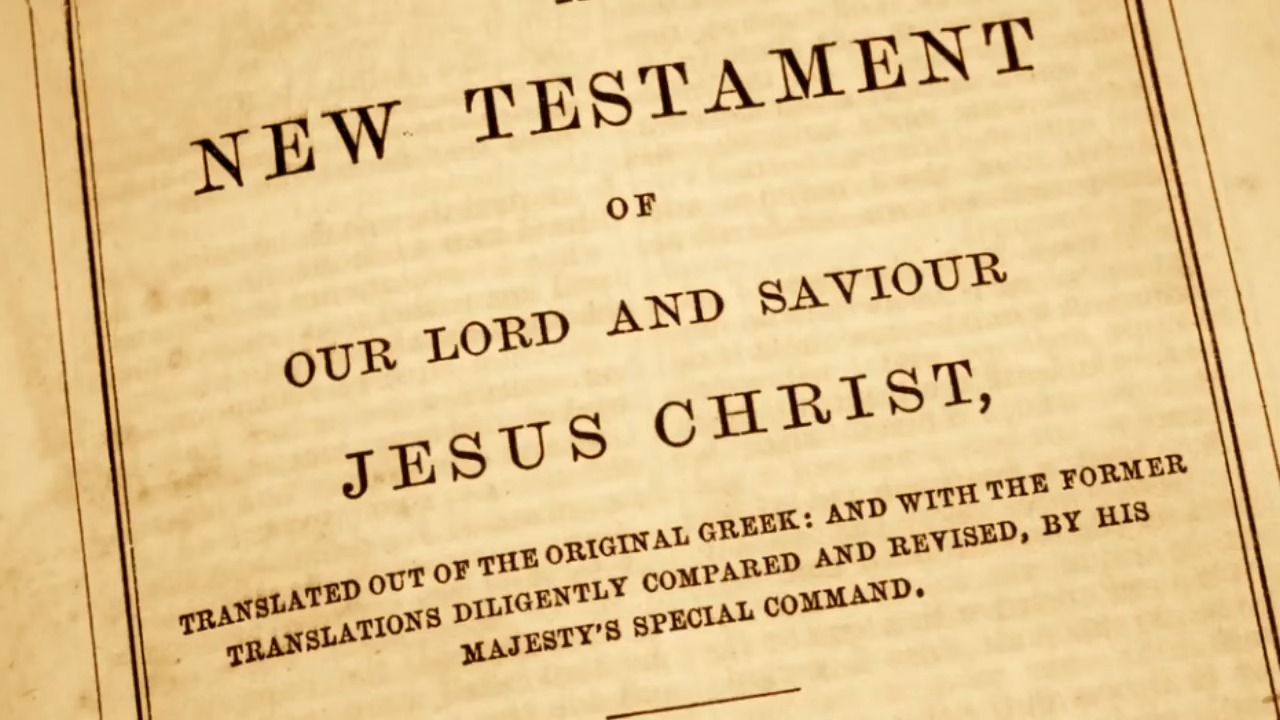 NEW TESTAMENT
OF
OUR LORD AND SAVIOUR
JESUS CHRIST,
TRANSLATED OUT OF THE ORIGINAL GREEK: AND WITH THE FORMER
TRANSLATIONS DILIGENTLY COMPARED AND REVISED, BY HIS
MAJESTY'S SPECIAL COMMAND.